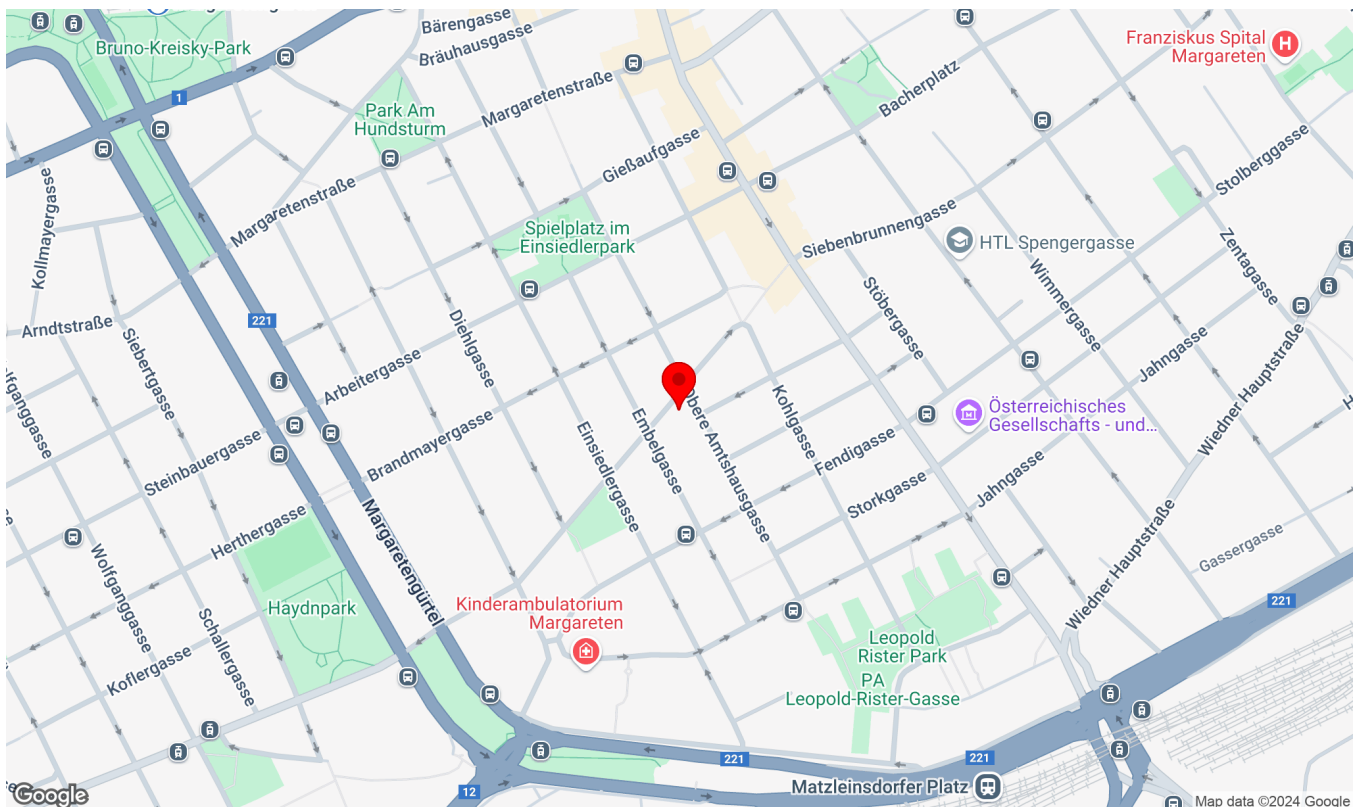 Bruno-Kreisky-Park
Bärengasse
Bräuhausgasse
Franziskus Spital
Margareten
H
1
Park Am
Hundsturm
Margaretenstraße
Bacherplatz
Gießaufgasse
Stolberggasse
Kollmayergasse
Margaretenstraße
Spielplatz im
Einsiedlerpark
Siebenbrunnengasse
HTL Spengergasse
Zentagasse
Wimmergasse
Stöbergasse
Arndtstraße
221
Siebertgasse
Diehlgasse
Arbeitergasse
Jahngasse
Wiedner Hauptstraße
Steinbauergasse
Brandmayergasse
Einsiedlergasse
Embelgasse
Obere Amtshausgasse
Kohlgasse
Fendigasse
Österreichisches
Gesellschafts - und...
Storkgasse
Jahngasse
Herthergasse
Margaretengürtel
Wolfganggasse
Schallergasse
Haydnpark
Koflergasse
Kinderambulatorium
Margareten
Leopold
Rister Park
PA
Leopold-Rister-Gasse
Wiedner Hauptstraße
Gassergasse
221
221
221
12
Matzleinsdorfer Platz
Google
Map data ©2024 Google